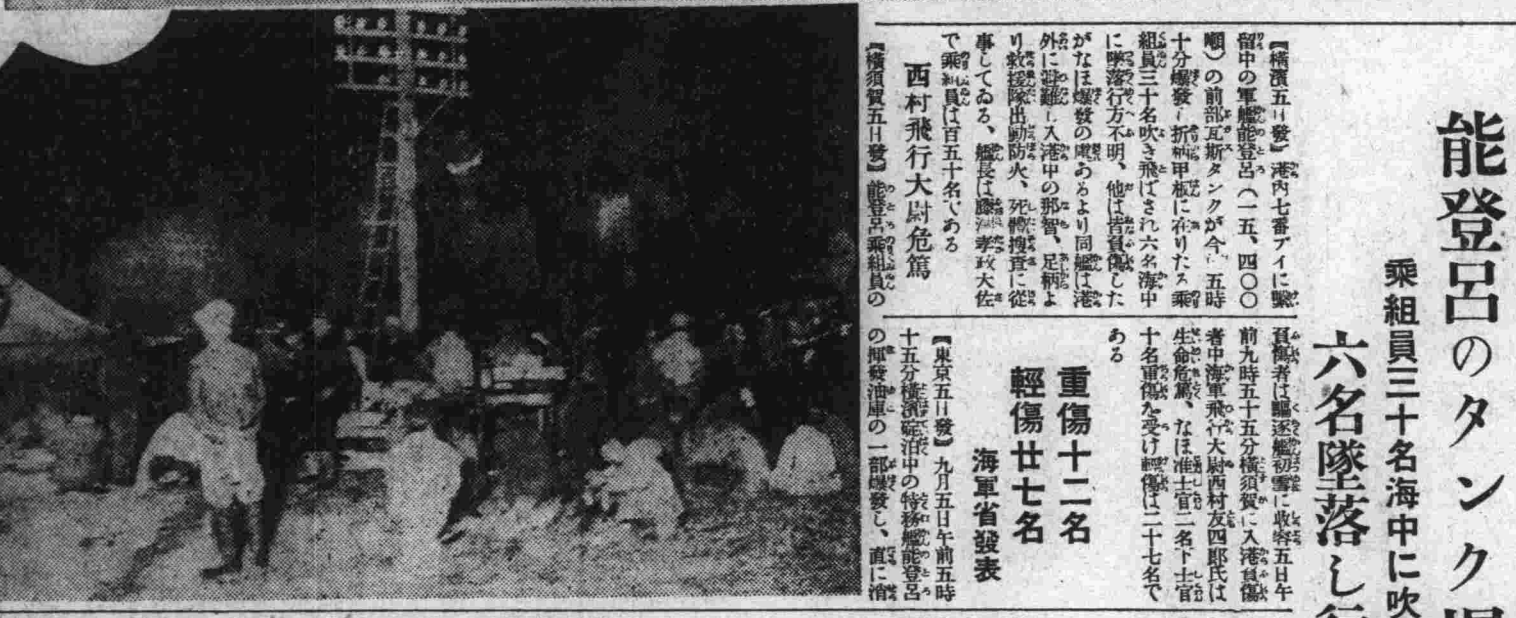 能登呂のタンク
乘組員三十名海中に吹
六名墜落し行
『橫濱五日發』港內七番ブイに繫
留中の軍艦能登呂(一五、四〇〇
噸)の前部瓦斯タンクが今 五時
十分爆發し折柄甲板に在りたる乘
組員三十名吹き飛ばされ六名海中
に墜落行方不明、他は皆負傷した
がなほ爆發の虞あるより同艦は港
外に避難し入港中の那智、足柄よ
り救援隊出動防火、死體搜査に從
事してゐる、艦長は 孝政大佐
で乘組員は百五十名である
西村飛行大尉危篤
『橫須賀五日發』能登呂乘組員の
負傷者は驅逐艦初雪に收容五日午
前九時五十五分橫須賀に入港負傷
者中海軍飛行大尉西村友四郎氏は
生命危篤、なほ准士官二名下士官
十名重傷を受け輕傷は二十七名で
ある
重傷十二名
輕傷廿七名
海軍省發表
『東京五日發』九月五日午前五時
十五分橫濱碇泊中の特務艦能登呂
の揮發油庫の一部爆發し、直に消